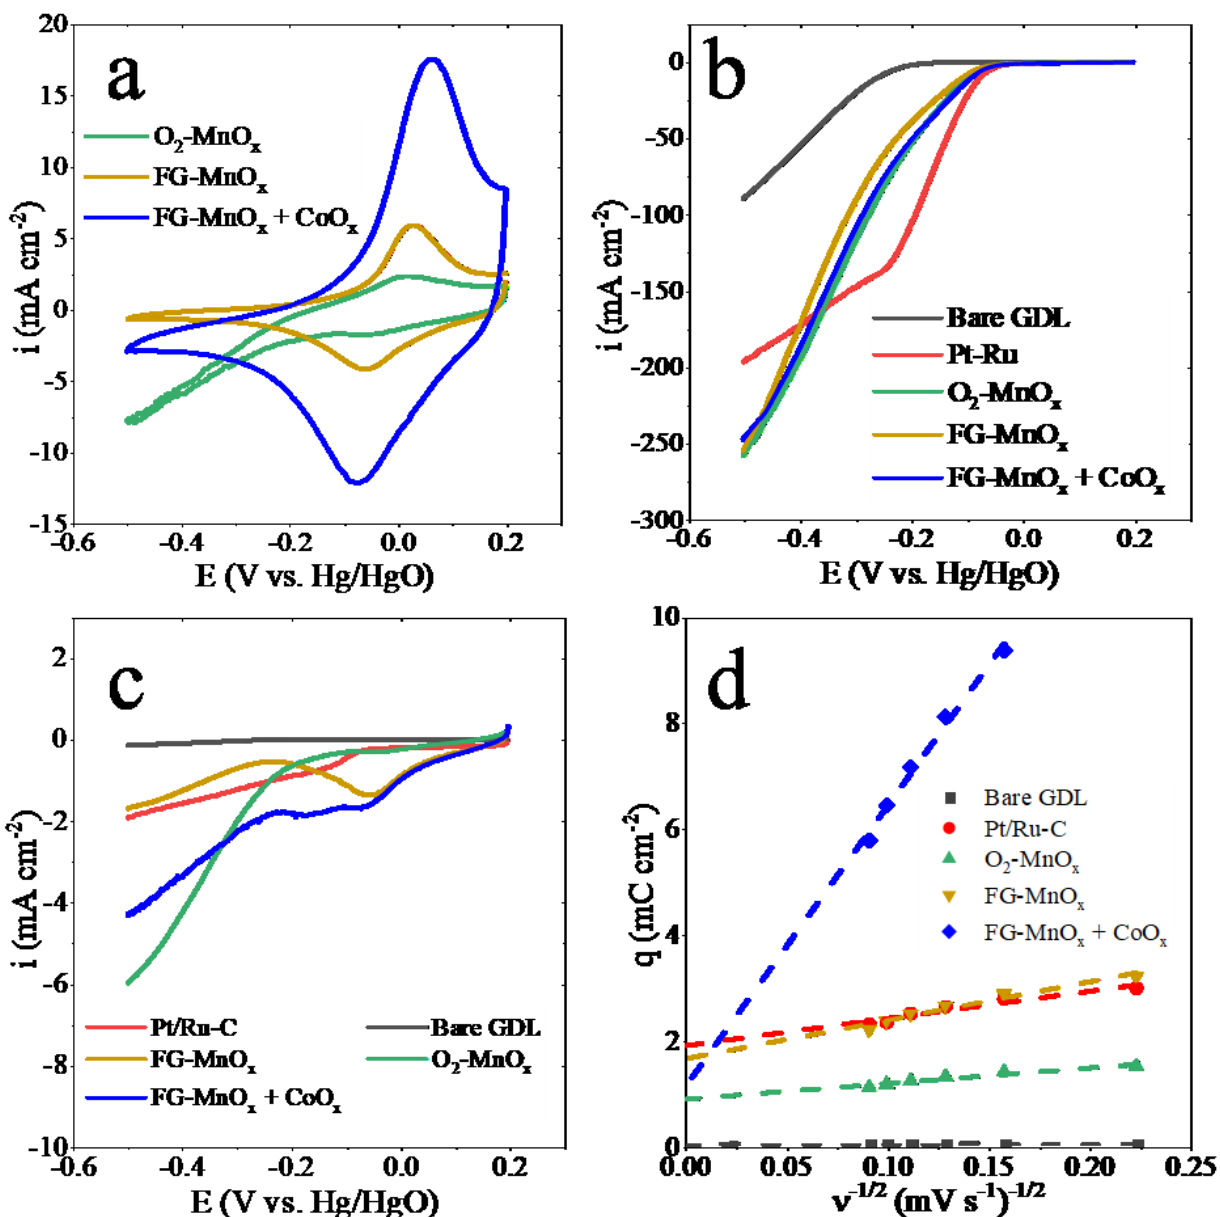 a
20
15
10
5
0
-5
-10
-15
i (mA cm⁻²)
O₂-MnOₓ
FG-MnOₓ
FG-MnOₓ + CoOₓ
-0.6 -0.4 -0.2 0.0 0.2
E (V vs. Hg/HgO)
b
0
-50
-100
-150
-200
-250
-300
i (mA cm⁻²)
Bare GDL
Pt-Ru
O₂-MnOₓ
FG-MnOₓ
FG-MnOₓ + CoOₓ
-0.6 -0.4 -0.2 0.0 0.2
E (V vs. Hg/HgO)
c
2
0
-2
-4
-6
-8
-10
i (mA cm⁻²)
Pt/Ru-C Bare GDL
FG-MnOₓ O₂-MnOₓ
FG-MnOₓ + CoOₓ
-0.6 -0.4 -0.2 0.0 0.2
E (V vs. Hg/HgO)
d
10
8
6
4
2
0
q (mC cm⁻²)
Bare GDL
Pt/Ru-C
O₂-MnOₓ
FG-MnOₓ
FG-MnOₓ + CoOₓ
0.00 0.05 0.10 0.15 0.20 0.25
ν⁻¹/² (mV s⁻¹)⁻¹/²